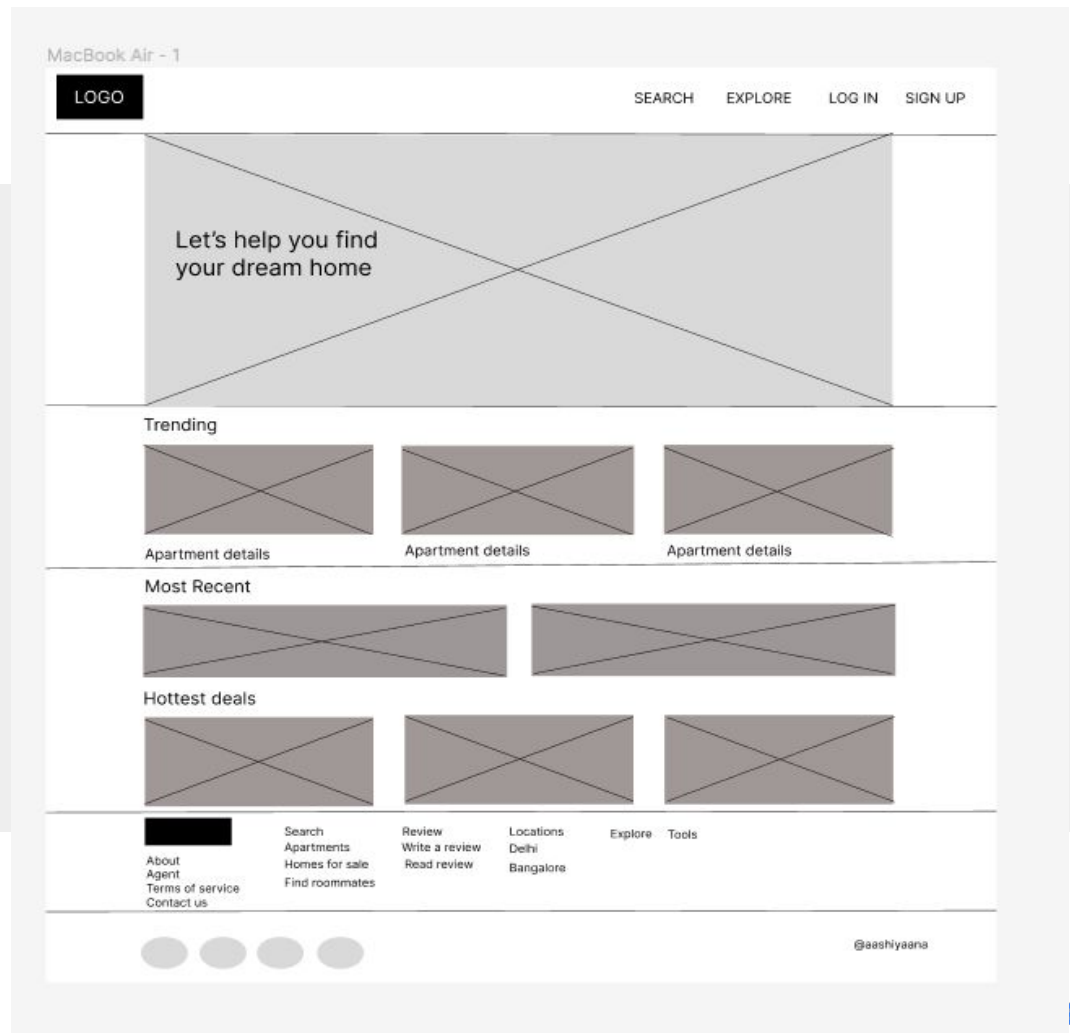 MacBook Air - 1
LOGO
SEARCH EXPLORE LOG IN SIGN UP
Let's help you find
your dream home
Trending
Apartment details
Apartment details
Apartment details
Most Recent
Hottest deals
About
Agent
Terms of service
Contact us
Search
Apartments
Homes for sale
Find roommates
Review
Write a review
Read review
Locations
Delhi
Bangalore
Explore
Tools
@aashiyaana